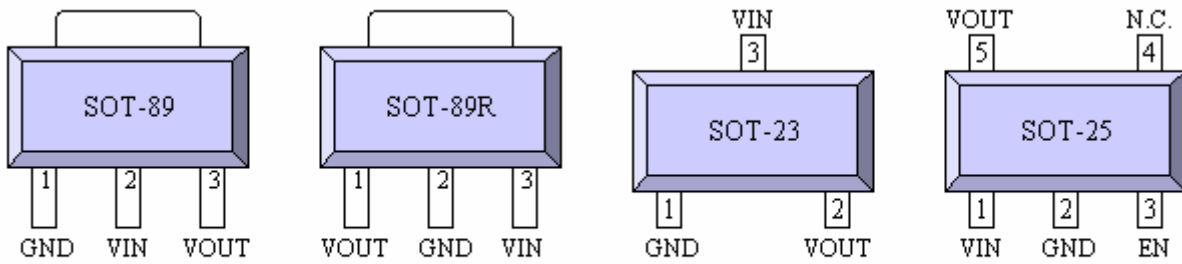 VIN
VOUT N.C.
3
5 4
SOT-89
SOT-89R
SOT-23
SOT-25
1 2 3
1 2 3
1 2
1 2 3
GND VIN VOUT
VOUT GND VIN
GND VOUT
VIN GND EN